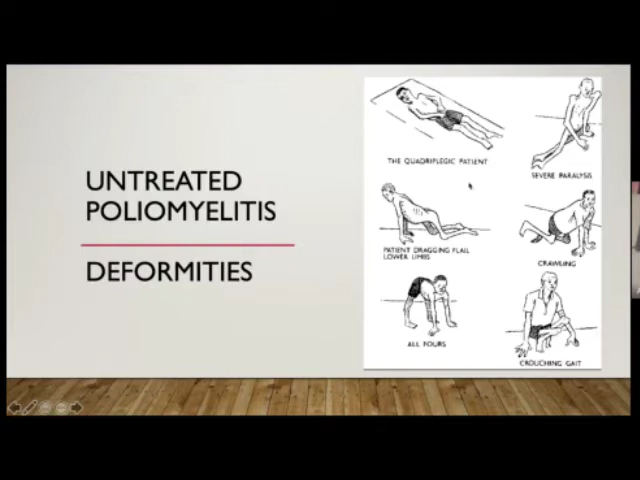 UNTREATED
POLIOMYELITIS
DEFORMITIES
THE QUADRIPLEGIC PATIENT
SEVERE PARALYSIS
PATIENT DRAGGING FLAIL
LOWER LIMBS
CRAWLING
ALL FOURS
CROUCHING GAIT